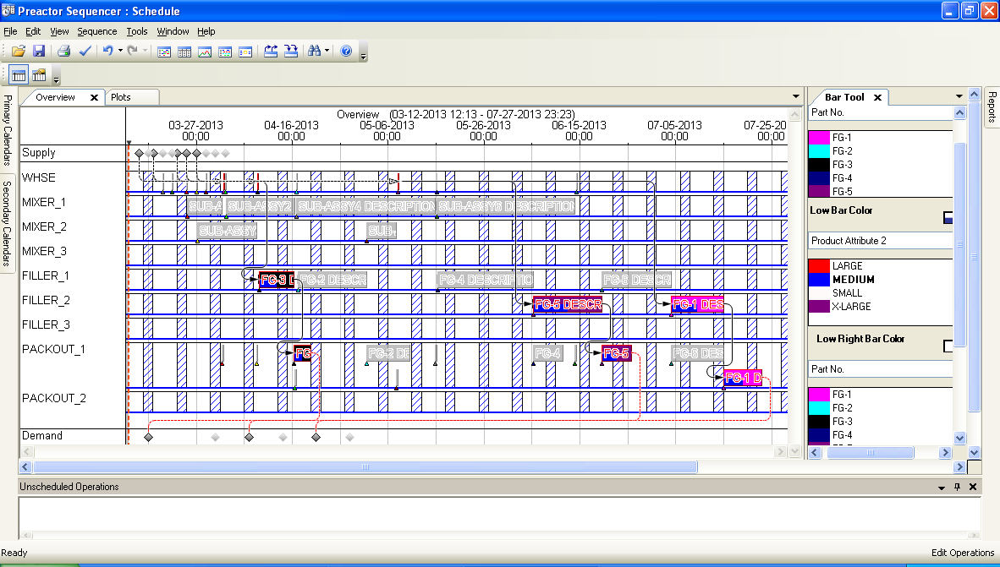 Preactor Sequencer : Schedule
File Edit View Sequence Tools Window Help
Overview
Plots
Primary Calendars
Secondary Calendars
Overview (03-12-2013 12:13 - 07-27-2013 23:23)
03-27-2013 04-16-2013 05-06-2013 05-26-2013 06-15-2013 07-05-2013 07-25-20
00:00 00:00 00:00 00:00 00:00 00:00 00:00
Supply
WHSE
MIXER_1
SUB-A SUB-ASSY2 SUB-ASSY4 DESCRIPTION SUB-ASSY6 DESCRIPTION
MIXER_2
SUB-ASSY SUB-
MIXER_3
FILLER_1
FG-3 D FG-2 DESCR FG-4 DESCRIPTIO FG-6 DESCR
FILLER_2
FG-5 DESCR FG-1 DES
FILLER_3
PACKOUT_1
FG- FG-2 DE FG-4 FG-5 FG-6 DES
FG-1 D
PACKOUT_2
Demand
Bar Tool
Part No.
FG-1
FG-2
FG-3
FG-4
FG-5
Low Bar Color
Product Attribute 2
LARGE
MEDIUM
SMALL
X-LARGE
Low Right Bar Color
Part No.
FG-1
FG-2
FG-3
FG-4
Reports
Unscheduled Operations
Ready
Edit Operations